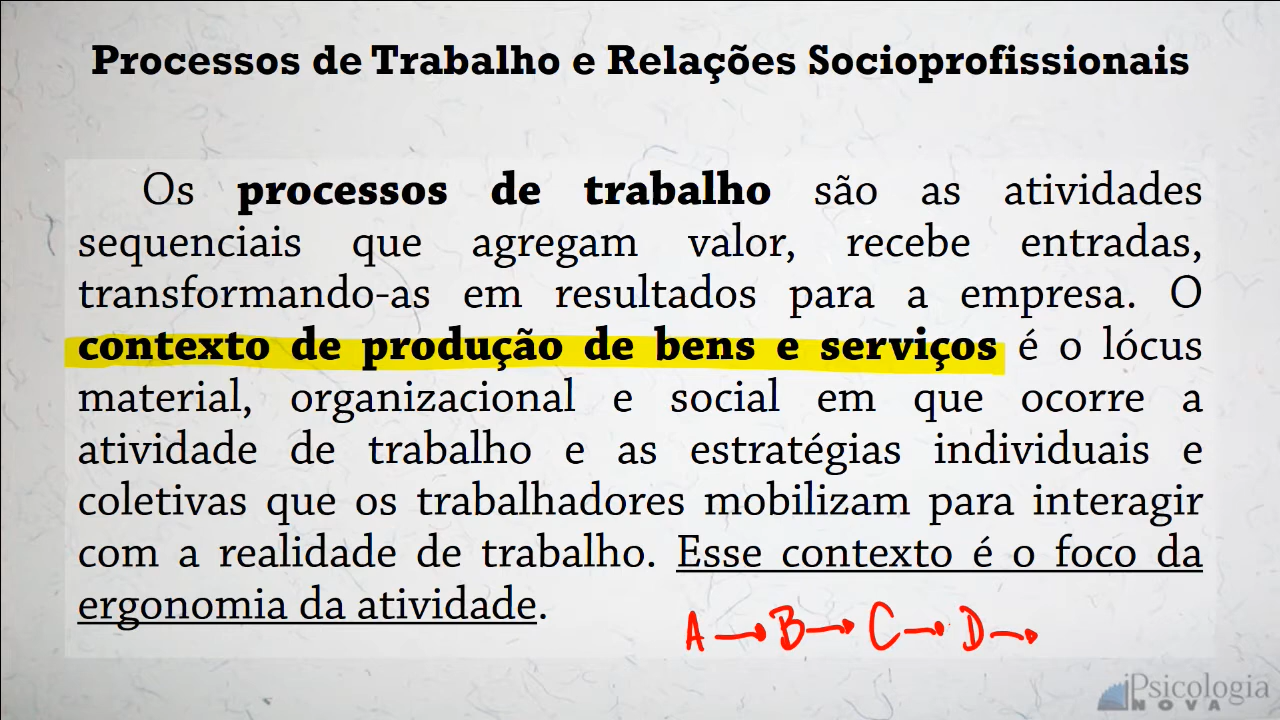 Processos de Trabalho e Relações Socioprofissionais
Os processos de trabalho são as atividades
sequenciais que agregam valor, recebe entradas,
transformando-as em resultados para a empresa. O
contexto de produção de bens e serviços é o lócus
material, organizacional e social em que ocorre a
atividade de trabalho e as estratégias individuais e
coletivas que os trabalhadores mobilizam para interagir
com a realidade de trabalho. Esse contexto é o foco da
ergonomia da atividade.
A → B → C → D →
Psicologia
NOVA